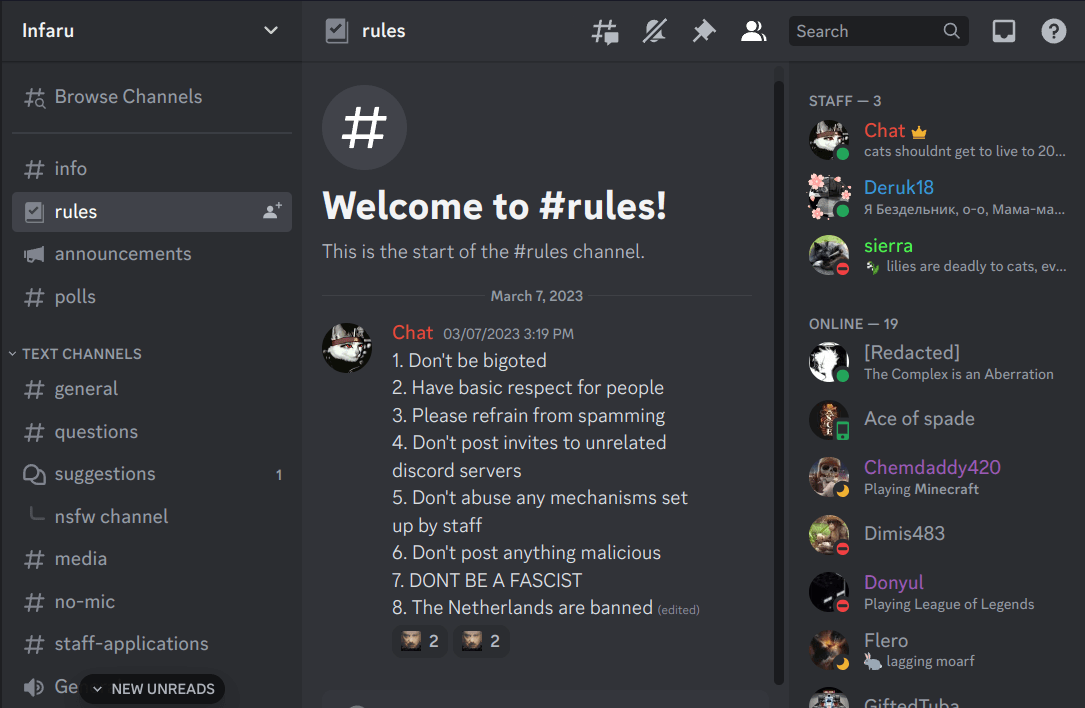 Infaru
rules
Search
Browse Channels
info
rules
announcements
polls
TEXT CHANNELS
general
questions
suggestions 1
nsfw channel
media
no-mic
staff-applications
Ge
NEW UNREADS
Welcome to #rules!
This is the start of the #rules channel.
March 7, 2023
Chat 03/07/2023 3:19 PM
1. Don't be bigoted
2. Have basic respect for people
3. Please refrain from spamming
4. Don't post invites to unrelated
discord servers
5. Don't abuse any mechanisms set
up by staff
6. Don't post anything malicious
7. DONT BE A FASCIST
8. The Netherlands are banned (edited)
2 2
STAFF — 3
Chat
cats shouldnt get to live to 20...
Deruk18
Я Бездельник, о-о, Мама-ма...
sierra
lilies are deadly to cats, ev...
ONLINE — 19
[Redacted]
The Complex is an Aberration
Ace of spade
Chemdaddy420
Playing Minecraft
Dimis483
Donyul
Playing League of Legends
Flero
lagging moarf
GiftedTuba